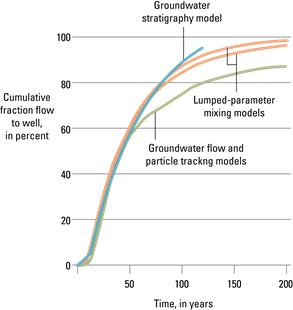 Groundwater
stratigraphy model
100
80
60
40
20
0
Cumulative
fraction flow
to well,
in percent
Lumped-parameter
mixing models
Groundwater flow and
particle trackng models
50
100
150
200
Time, in years